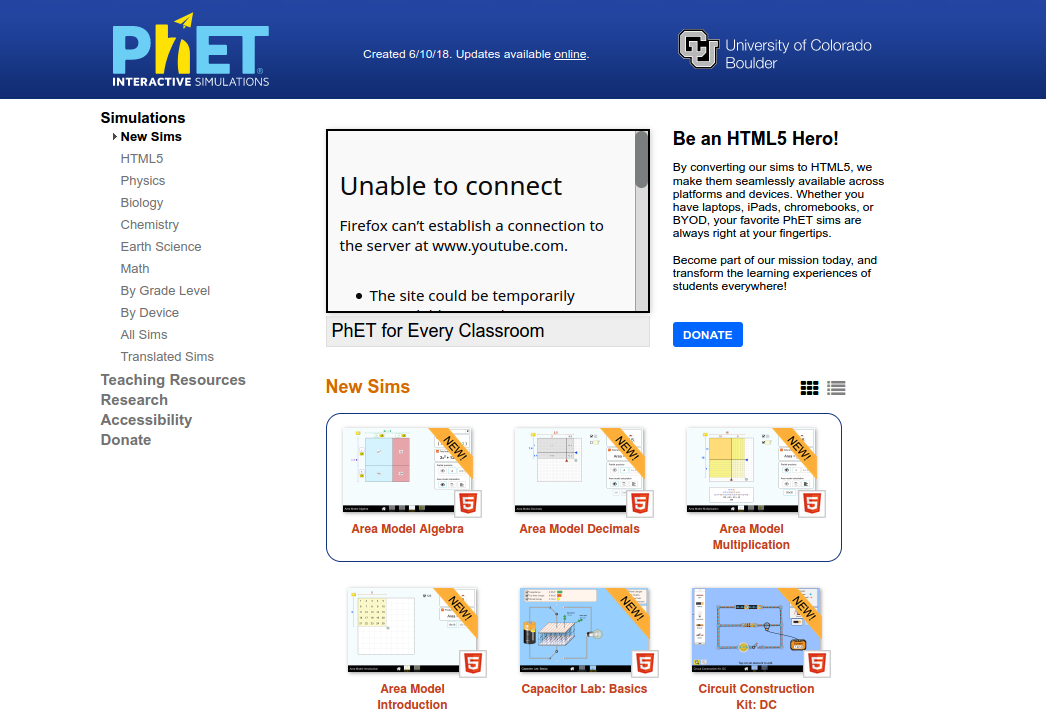 PhET
INTERACTIVE SIMULATIONS
Created 6/10/18. Updates available online.
University of Colorado
Boulder
Simulations
New Sims
HTML5
Physics
Biology
Chemistry
Earth Science
Math
By Grade Level
By Device
All Sims
Translated Sims
Teaching Resources
Research
Accessibility
Donate
Unable to connect
Firefox can’t establish a connection to
the server at www.youtube.com.
The site could be temporarily
PhET for Every Classroom
Be an HTML5 Hero!
By converting our sims to HTML5, we
make them seamlessly available across
platforms and devices. Whether you
have laptops, iPads, chromebooks, or
BYOD, your favorite PhET sims are
always right at your fingertips.
Become part of our mission today, and
transform the learning experiences of
students everywhere!
DONATE
New Sims
NEW!
5
Area Model Algebra
NEW!
5
Area Model Decimals
NEW!
5
Area Model
Multiplication
NEW!
5
Area Model
Introduction
NEW!
5
Capacitor Lab: Basics
NEW!
5
Circuit Construction
Kit: DC